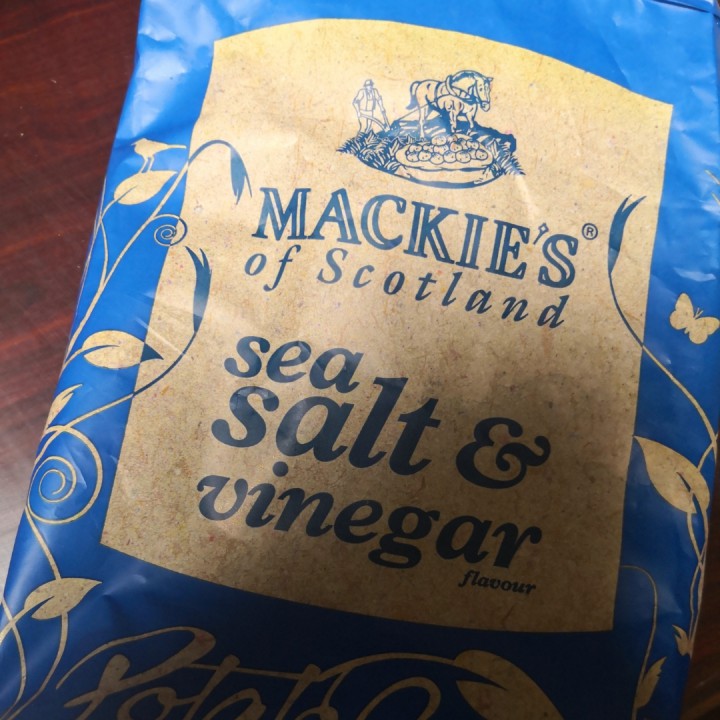 MACKIE'S®
of Scotland
sea
salt &
vinegar
flavour